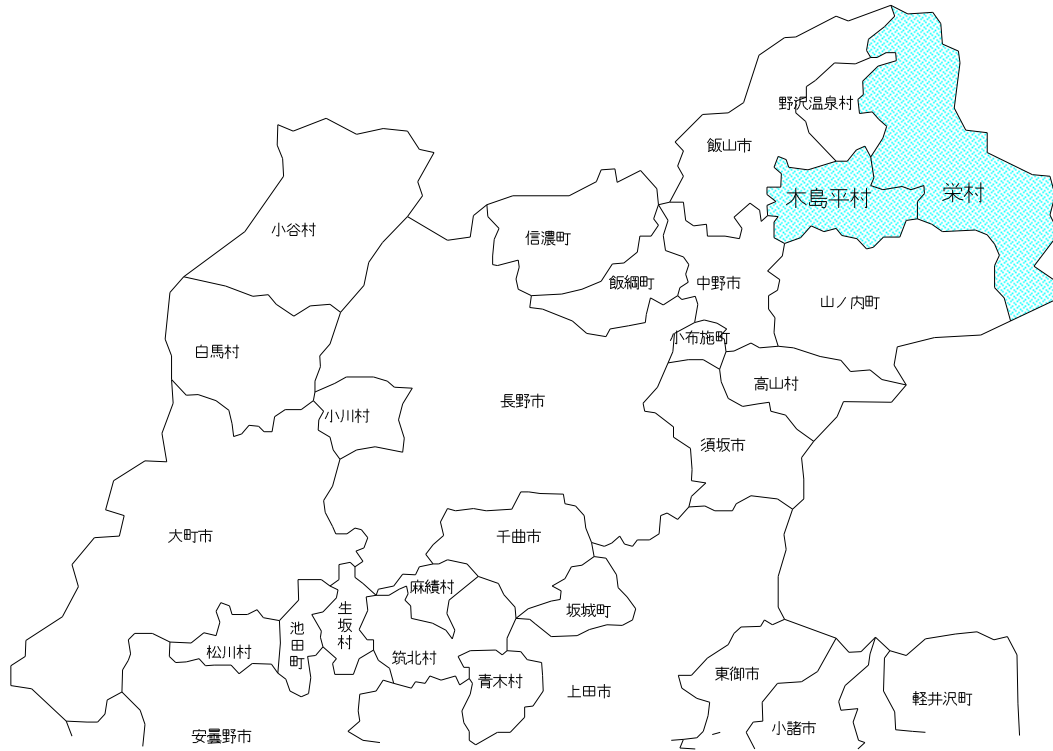 野沢温泉村
飯山市
木島平村
栄村
小谷村
信濃町
飯綱町
中野市
山ノ内町
白馬村
小布施町
高山村
長野市
小川村
須坂市
大町市
千曲市
麻績村
坂城町
生坂村
池田町
松川村
筑北村
青木村
上田市
東御市
軽井沢町
小諸市
安曇野市